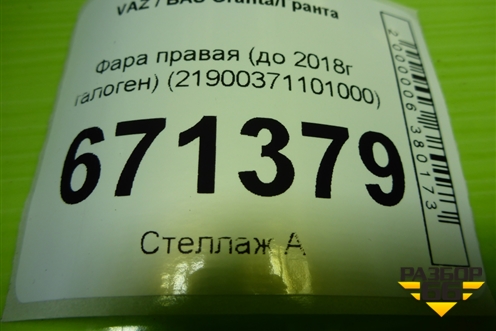 VAZ / ВАЗ Granta/Гранта
Фара правая (до 2018г
галоген) (21900371101000)
671379
Стеллаж А
2000006380173
РАЗБОР